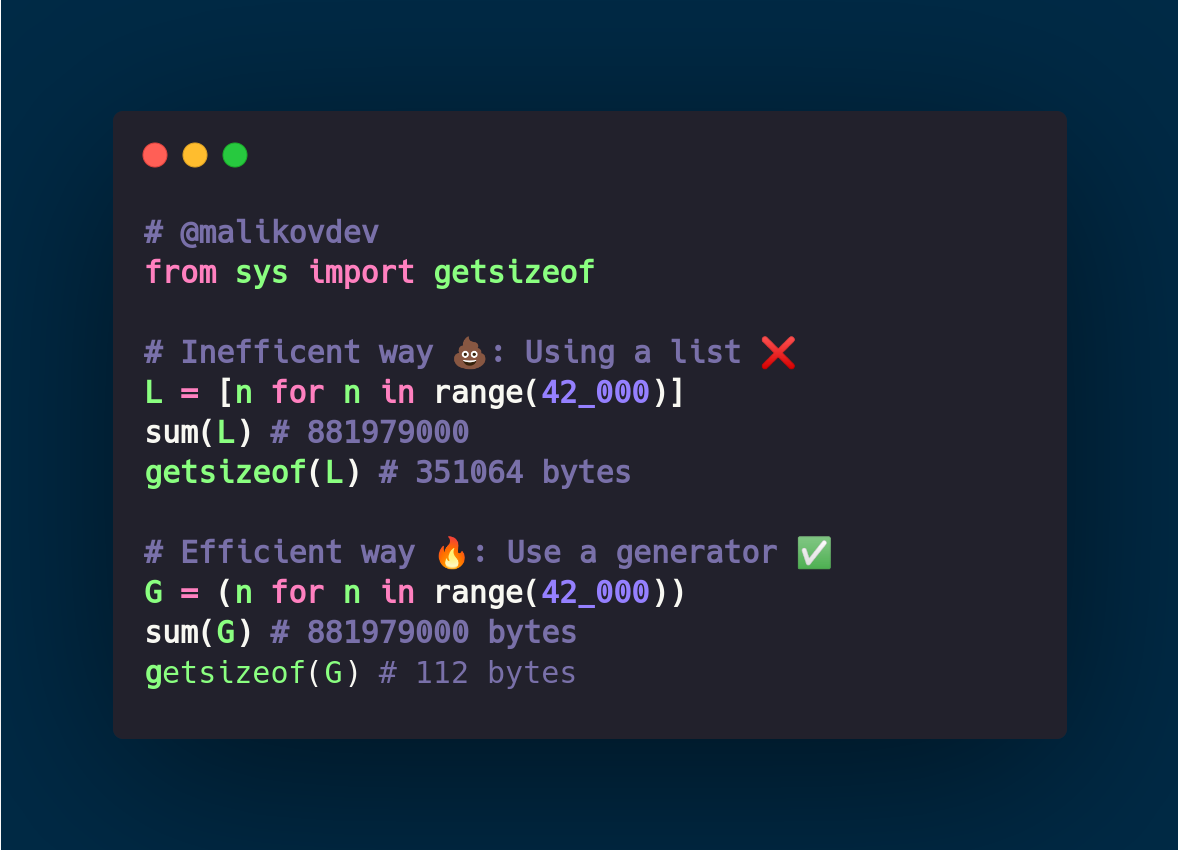 # @malikovdev
from sys import getsizeof
# Inefficent way 💩: Using a list ❌
L = [n for n in range(42_000)]
sum(L) # 881979000
getsizeof(L) # 351064 bytes
# Efficient way 🔥: Use a generator ✅
G = (n for n in range(42_000))
sum(G) # 881979000 bytes
getsizeof(G) # 112 bytes